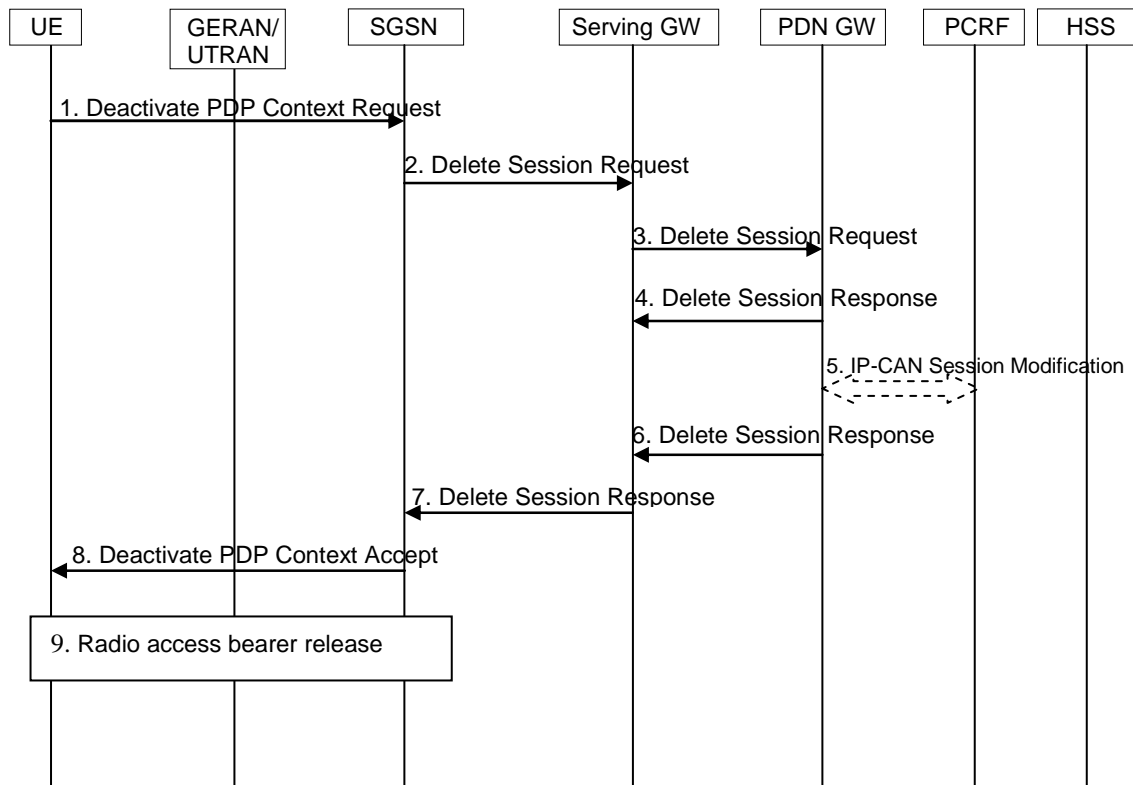 UE
GERAN/
UTRAN
SGSN
Serving GW
PDN GW
PCRF
HSS
1. Deactivate PDP Context Request
2. Delete Session Request
3. Delete Session Request
4. Delete Session Response
5. IP-CAN Session Modification
6. Delete Session Response
7. Delete Session Response
8. Deactivate PDP Context Accept
9. Radio access bearer release